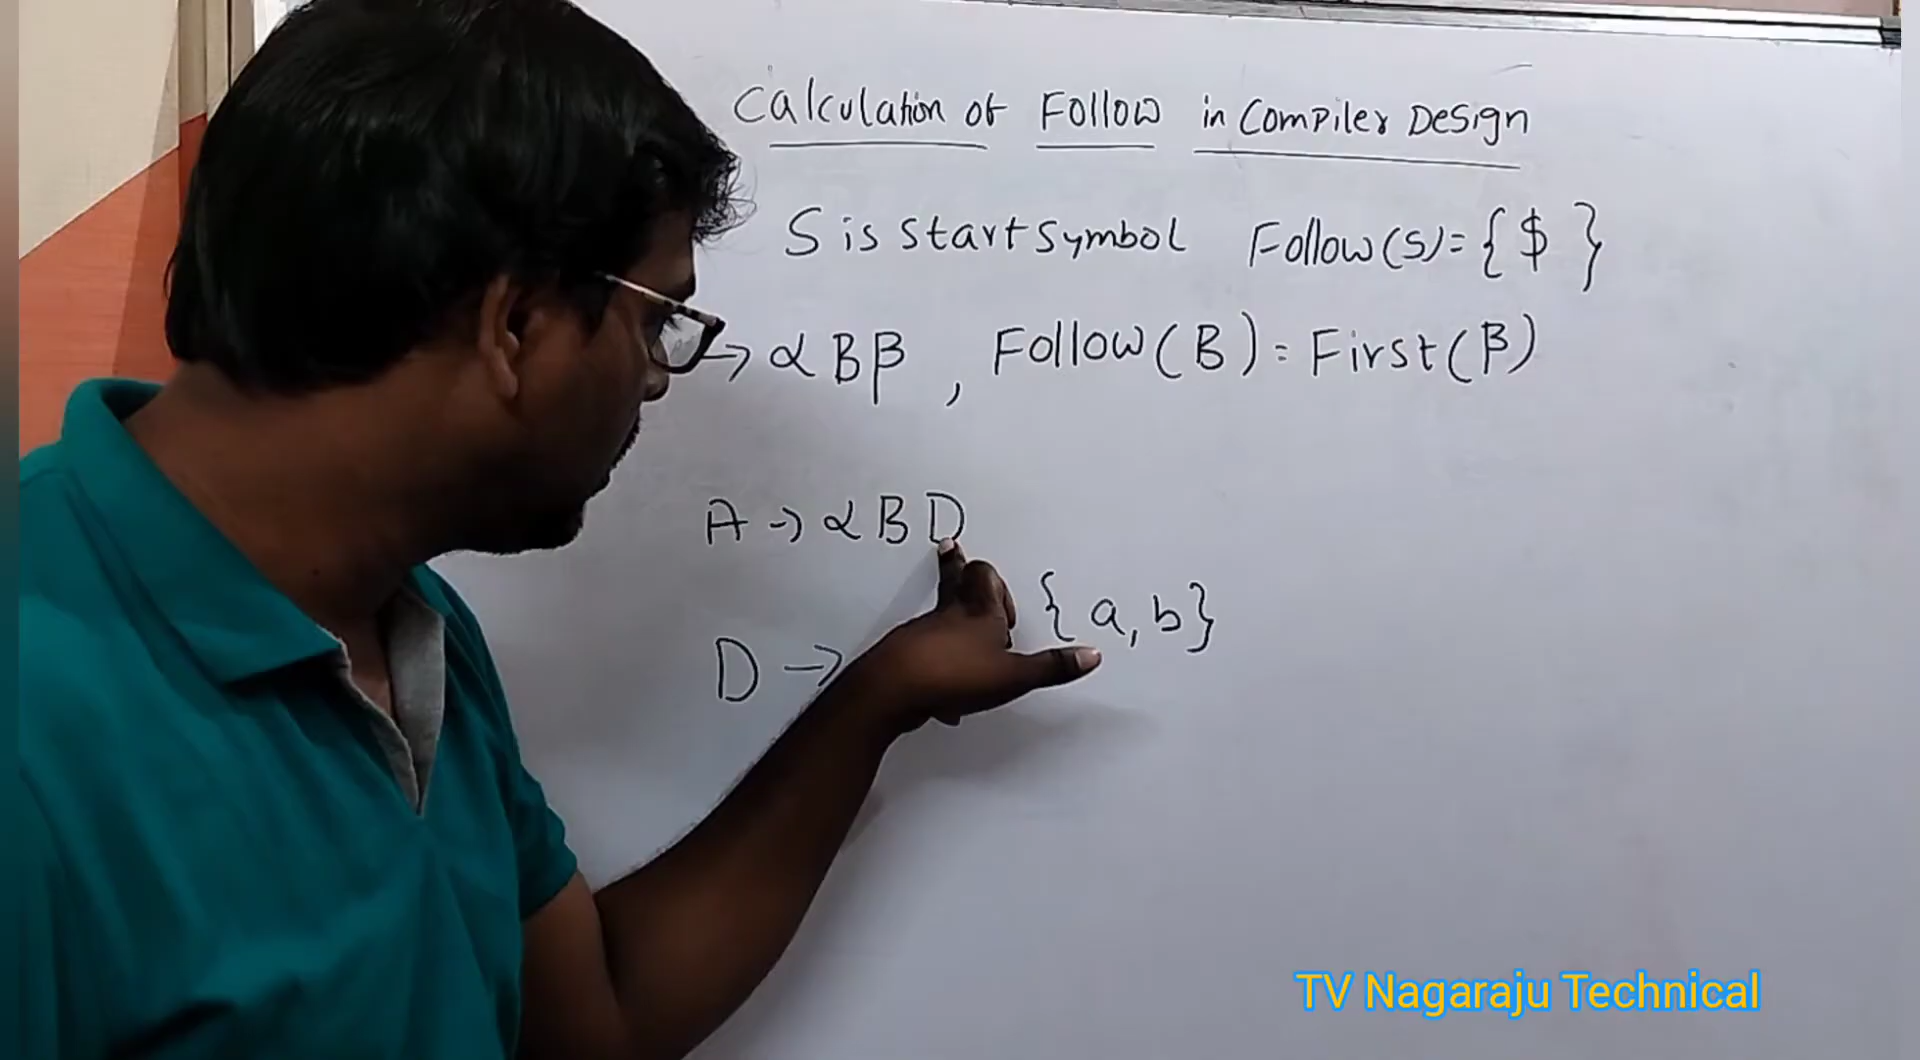 Calculation of Follow in Compiler Design
S is start symbol Follow(S)= {$ }
→ αBβ , Follow(B) = First(β)
A → αBD
{a,b}
D →
TV Nagaraju Technical